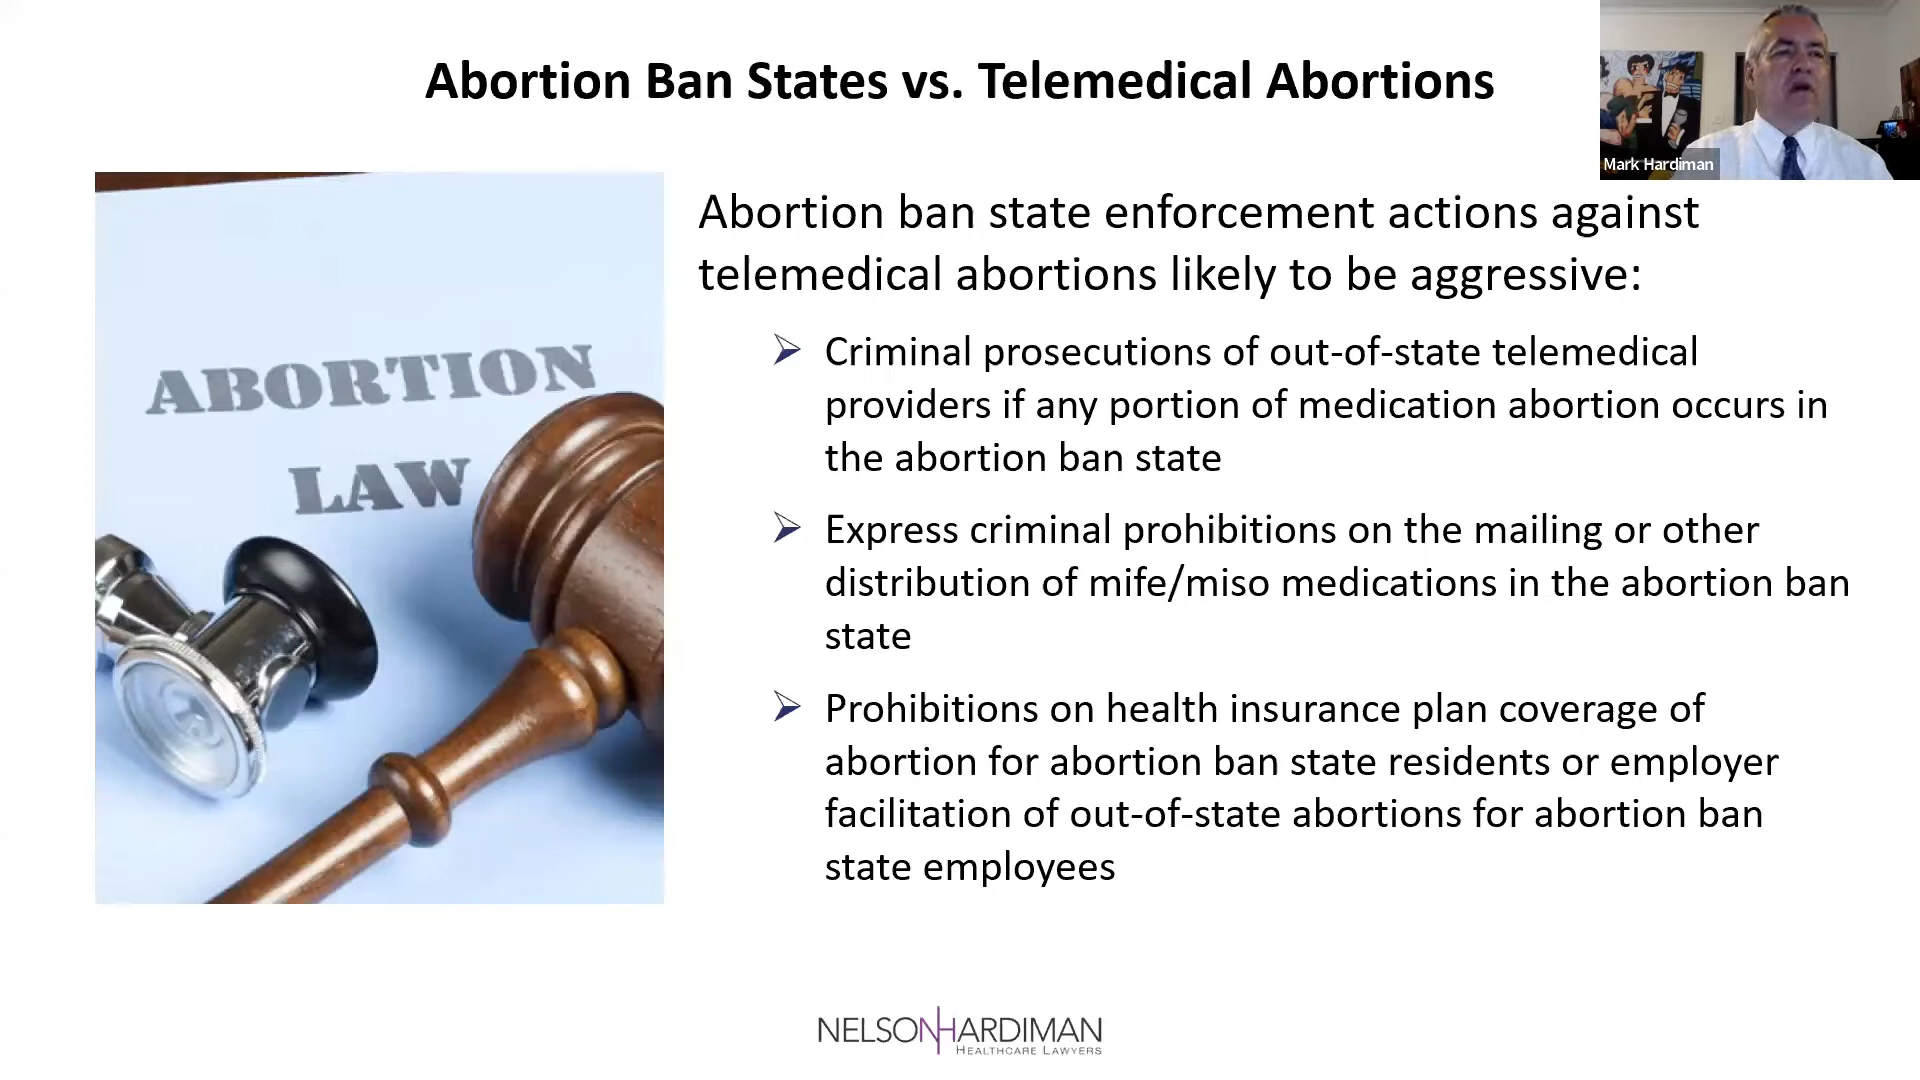 Abortion Ban States vs. Telemedical Abortions
Mark Hardiman
ABORTION
LAW
Abortion ban state enforcement actions against
telemedical abortions likely to be aggressive:
Criminal prosecutions of out-of-state telemedical
providers if any portion of medication abortion occurs in
the abortion ban state
Express criminal prohibitions on the mailing or other
distribution of mife/miso medications in the abortion ban
state
Prohibitions on health insurance plan coverage of
abortion for abortion ban state residents or employer
facilitation of out-of-state abortions for abortion ban
state employees
NELSON HARDIMAN
HEALTHCARE LAWYERS